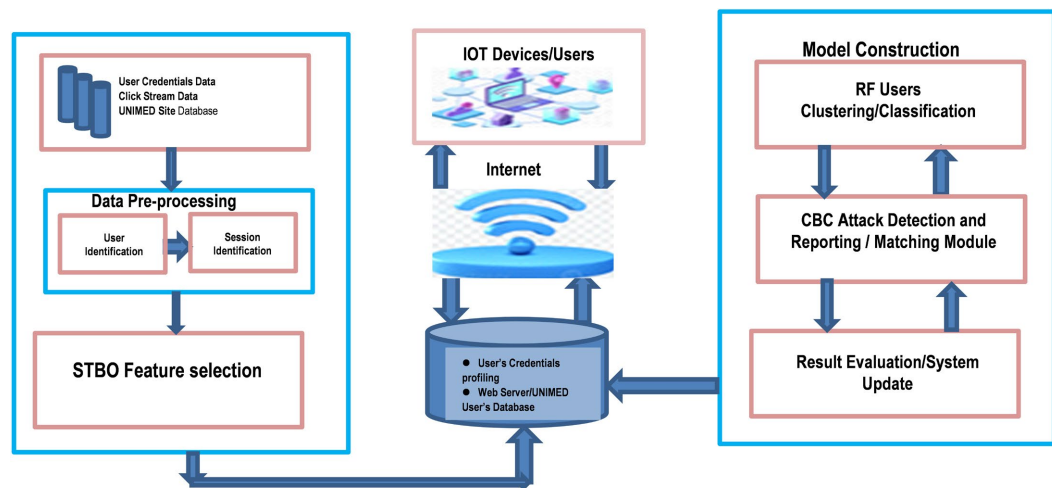 User Credentials Data
Click Stream Data
UNIMED Site Database
Data Pre-processing
User
Identification
Session
Identification
STBO Feature selection
IOT Devices/Users
Internet
● User's Credentials
profiling
● Web Server/UNIMED
User's Database
Model Construction
RF Users
Clustering/Classification
CBC Attack Detection and
Reporting / Matching Module
Result Evaluation/System
Update